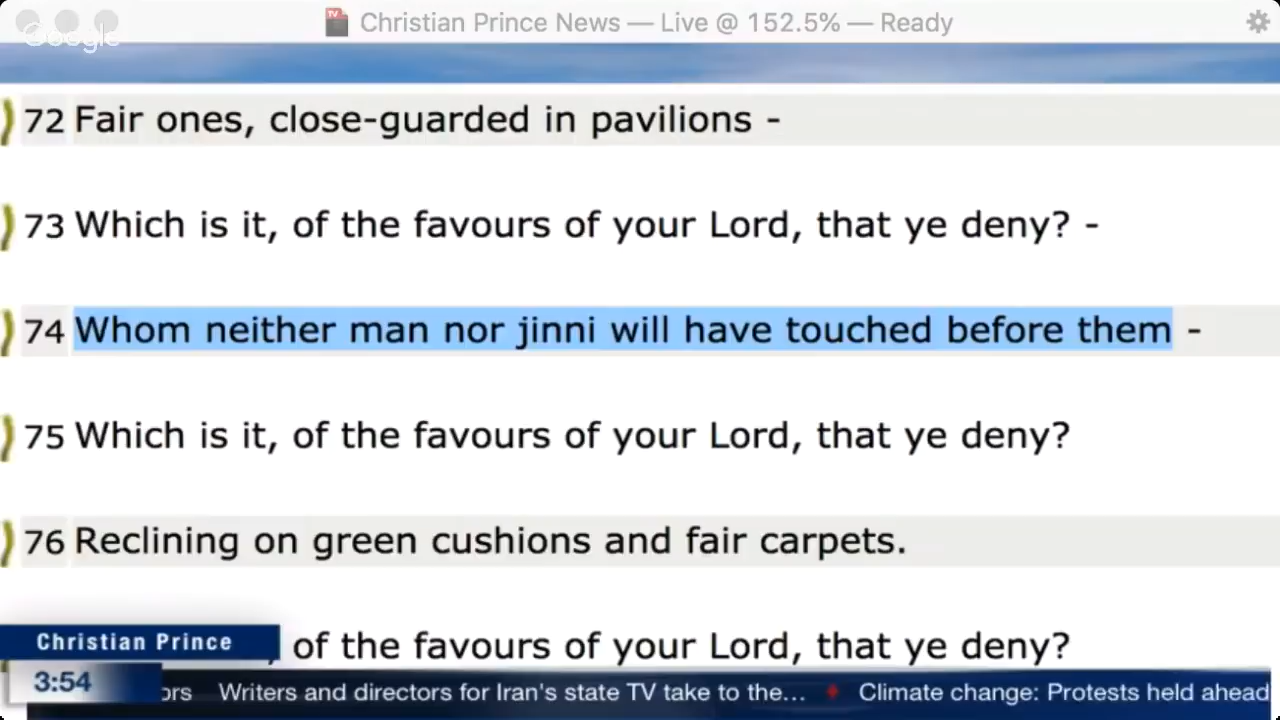 Christian Prince News — Live @ 152.5% — Ready
Google
72 Fair ones, close-guarded in pavilions -
73 Which is it, of the favours of your Lord, that ye deny? -
74 Whom neither man nor jinni will have touched before them -
75 Which is it, of the favours of your Lord, that ye deny?
76 Reclining on green cushions and fair carpets.
, of the favours of your Lord, that ye deny?
Christian Prince
3:54
ors Writers and directors for Iran's state TV take to the... Climate change: Protests held ahead